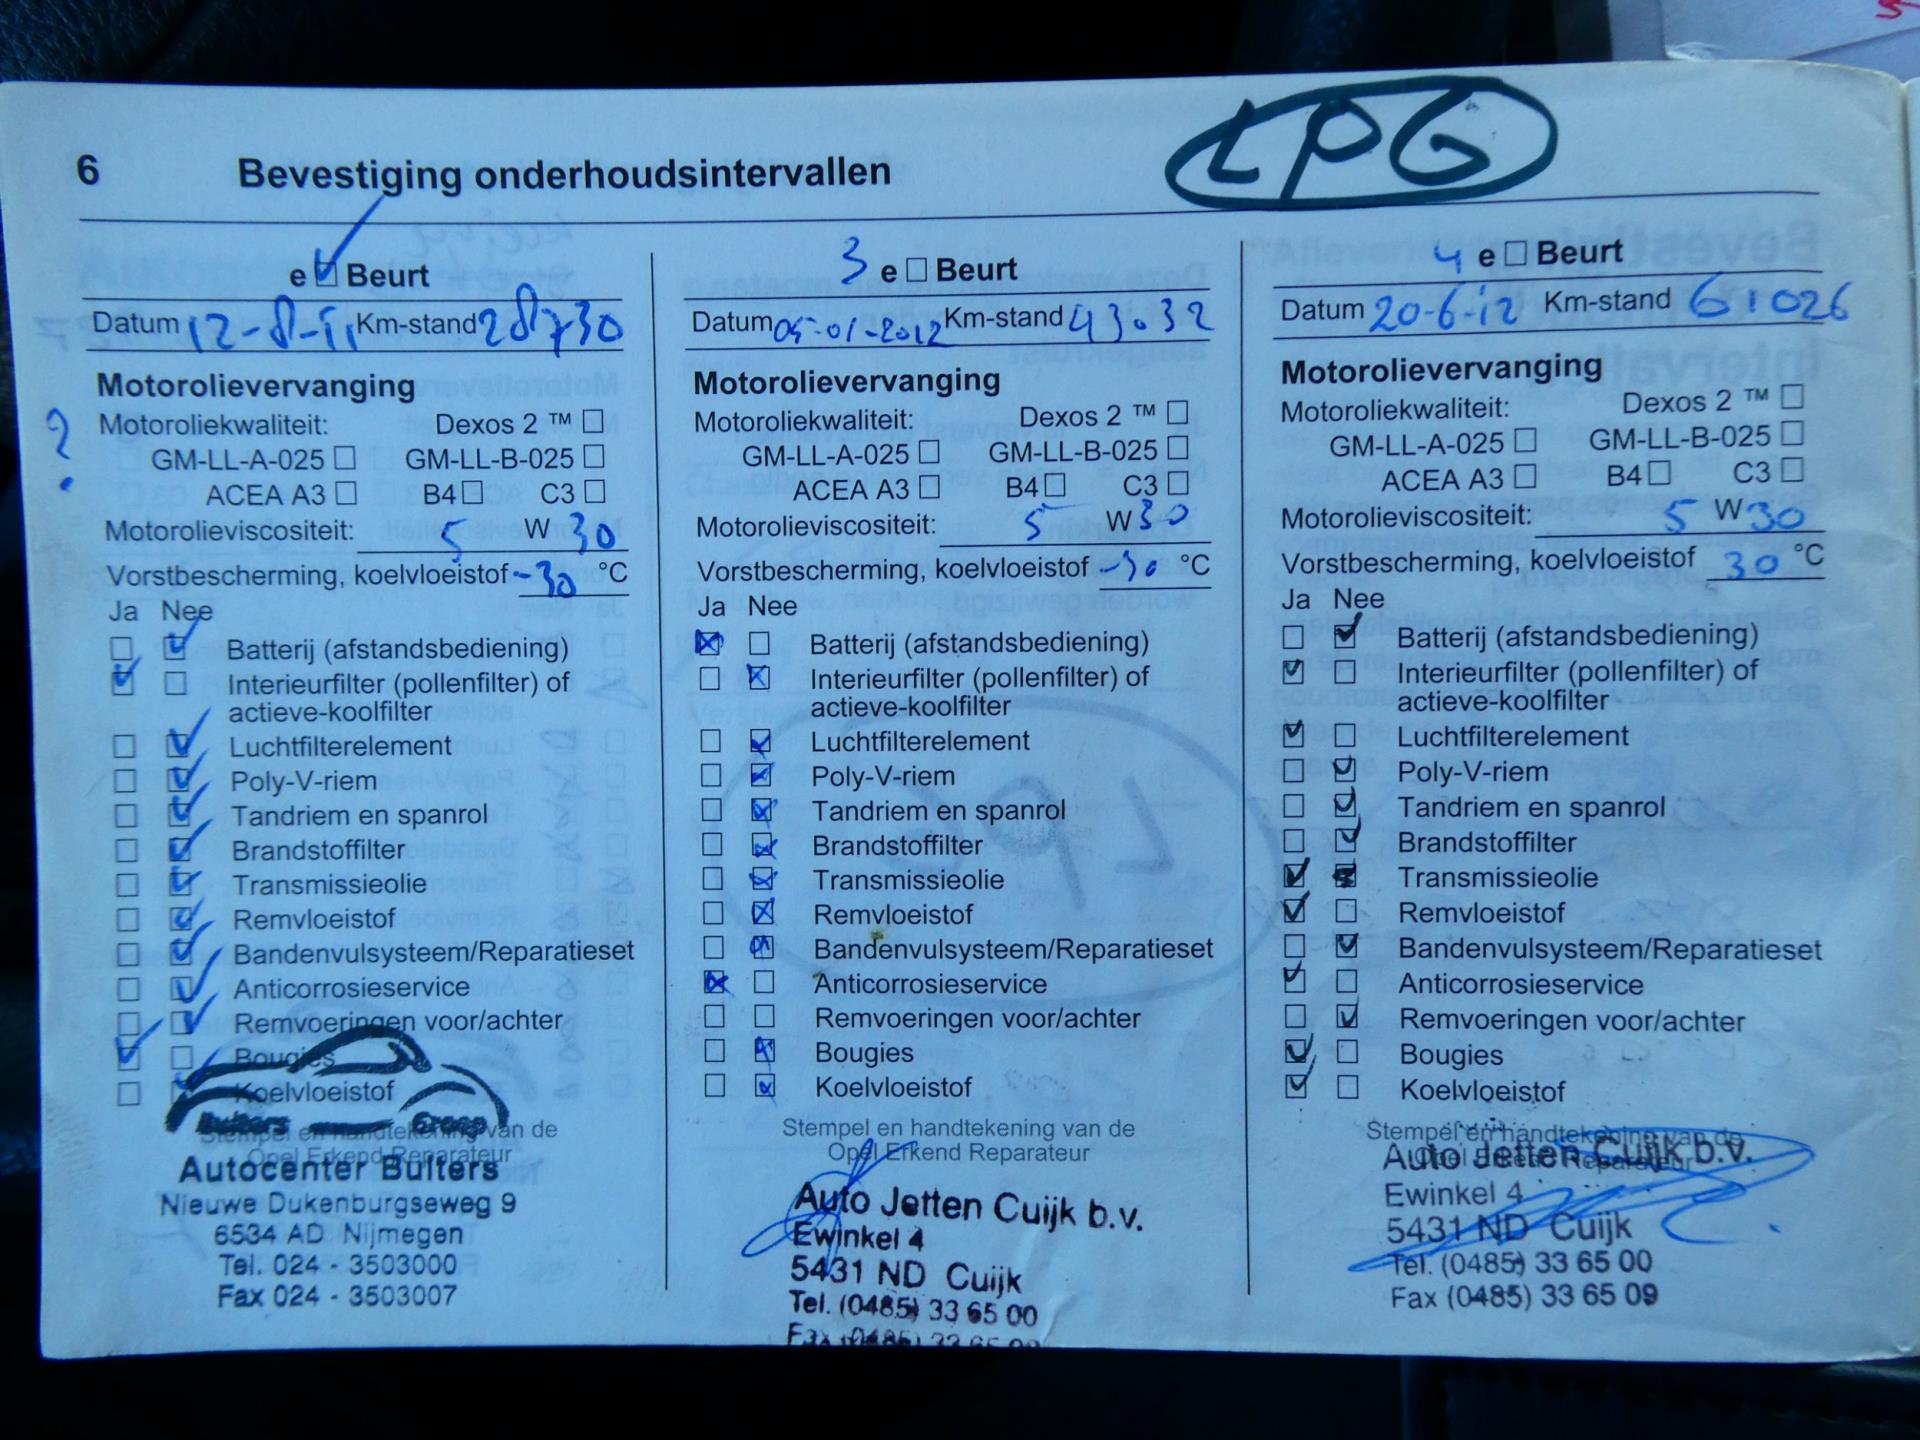 6 Bevestiging onderhoudsintervallen LPG
e Beurt
Datum 12-8-11 Km-stand 28730
Motorolievervanging
?
Motoroliekwaliteit: Dexos 2 ™
GM-LL-A-025 GM-LL-B-025
ACEA A3 B4 C3
Motorolieviscositeit: 5 W 30
Vorstbescherming, koelvloeistof -30 °C
Ja Nee
Batterij (afstandsbediening)
Interieurfilter (pollenfilter) of
actieve-koolfilter
Luchtfilterelement
Poly-V-riem
Tandriem en spanrol
Brandstoffilter
Transmissieolie
Remvloeistof
Bandenvulsysteem/Reparatieset
Anticorrosieservice
Remvoeringen voor/achter
Bougies
Koelvloeistof
Bulters Groep
Stempel en handtekening van de
Opel Erkend Reparateur
Autocenter Bulters
Nieuwe Dukenburgseweg 9
6534 AD Nijmegen
Tel. 024 - 3503000
Fax 024 - 3503007
3 e Beurt
Datum 05-01-2012 Km-stand 43032
Motorolievervanging
Motoroliekwaliteit: Dexos 2 ™
GM-LL-A-025 GM-LL-B-025
ACEA A3 B4 C3
Motorolieviscositeit: 5 W 30
Vorstbescherming, koelvloeistof -30 °C
Ja Nee
Batterij (afstandsbediening)
Interieurfilter (pollenfilter) of
actieve-koolfilter
Luchtfilterelement
Poly-V-riem
Tandriem en spanrol
Brandstoffilter
Transmissieolie
Remvloeistof
Bandenvulsysteem/Reparatieset
Anticorrosieservice
Remvoeringen voor/achter
Bougies
Koelvloeistof
Stempel en handtekening van de
Opel Erkend Reparateur
Auto Jetten Cuijk b.v.
Ewinkel 4
5431 ND Cuijk
Tel. (0485) 33 65 00
Fax (0485) 33 65 09
4 e Beurt
Datum 20-6-12 Km-stand 61026
Motorolievervanging
Motoroliekwaliteit: Dexos 2 ™
GM-LL-A-025 GM-LL-B-025
ACEA A3 B4 C3
Motorolieviscositeit: 5 W 30
Vorstbescherming, koelvloeistof 30 °C
Ja Nee
Batterij (afstandsbediening)
Interieurfilter (pollenfilter) of
actieve-koolfilter
Luchtfilterelement
Poly-V-riem
Tandriem en spanrol
Brandstoffilter
Transmissieolie
Remvloeistof
Bandenvulsysteem/Reparatieset
Anticorrosieservice
Remvoeringen voor/achter
Bougies
Koelvloeistof
Stempel en handtekening van de
Opel Erkend Reparateur
Auto Jetten Cuijk b.v.
Ewinkel 4
5431 ND Cuijk
Tel. (0485) 33 65 00
Fax (0485) 33 65 09